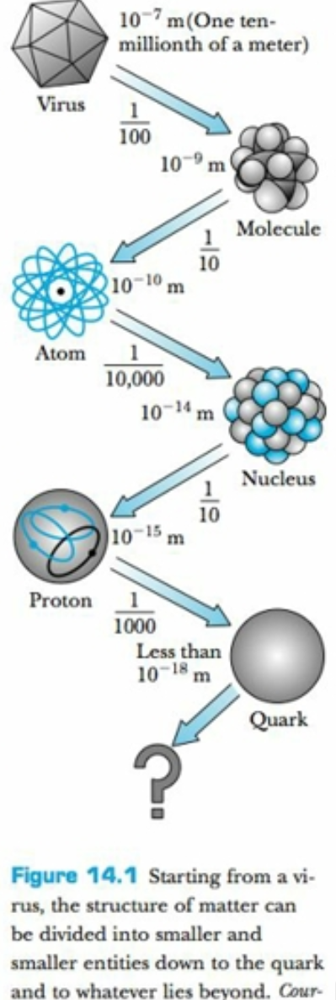 10⁻⁷ m(One ten-
millionth of a meter)
Virus
1
100
10⁻⁹ m
Molecule
1
10
10⁻¹⁰ m
Atom
1
10,000
10⁻¹⁴ m
Nucleus
1
10
10⁻¹⁵ m
Proton
1
1000
Less than
10⁻¹⁸ m
Quark
?
Figure 14.1 Starting from a vi-
rus, the structure of matter can
be divided into smaller and
smaller entities down to the quark
and to whatever lies beyond. Cour-